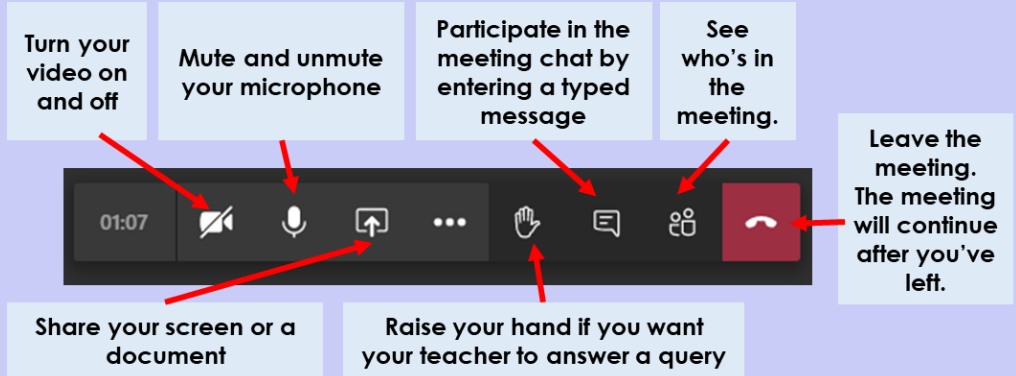 Turn your
video on
and off
Mute and unmute
your microphone
Participate in the
meeting chat by
entering a typed
message
See
who's in
the
meeting.
Leave the
meeting.
The meeting
will continue
after you've
left.
01:07
Share your screen or a
document
Raise your hand if you want
your teacher to answer a query